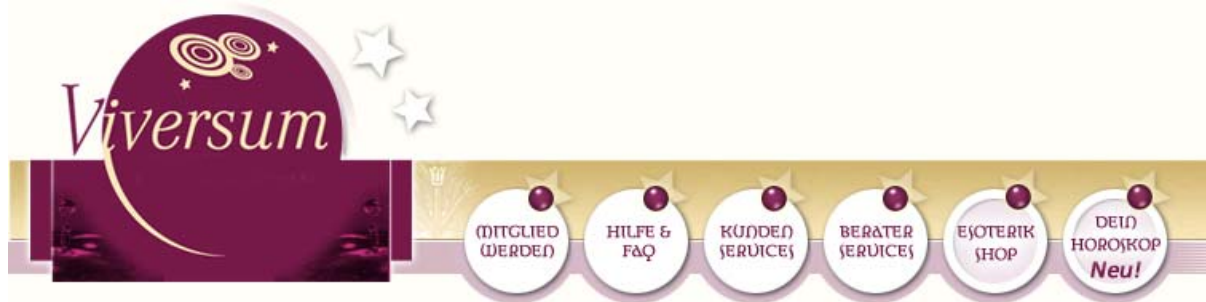 Viversum
MITGLIED
WERDEN
HILFE &
FAQ
KUNDEN
SERVICES
BERATER
SERVICES
ESOTERIK
SHOP
DEIN
HOROSKOP
Neu!